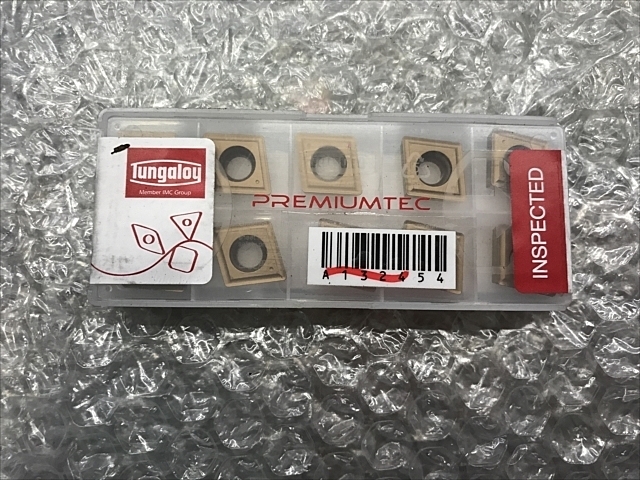 Tungaloy
Member IMC Group
PREMIUMTEC
INSPECTED
A132454